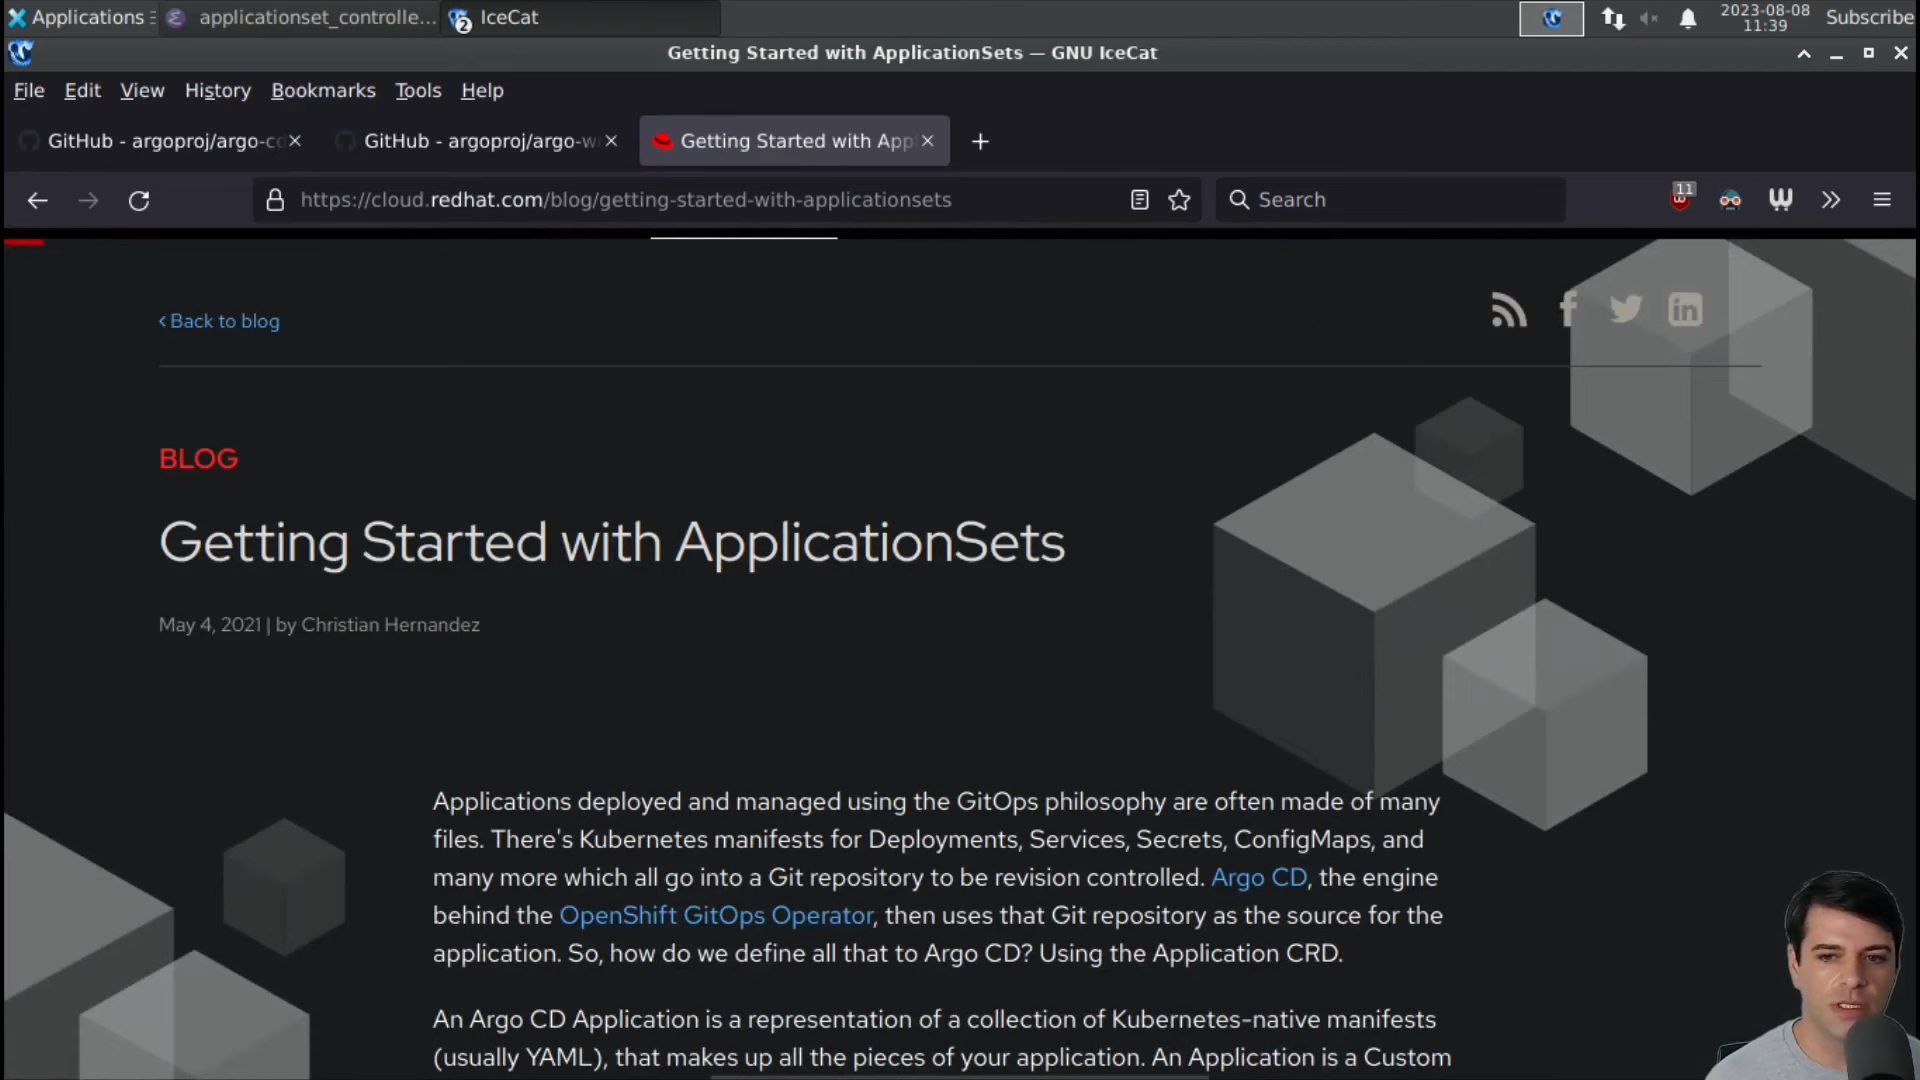 Applications
applicationset_controlle...
2
IceCat
2023-08-08
11:39
Subscribe
Getting Started with ApplicationSets — GNU IceCat
File Edit View History Bookmarks Tools Help
GitHub - argoproj/argo-cd
GitHub - argoproj/argo-w
Getting Started with App
https://cloud.redhat.com/blog/getting-started-with-applicationsets
Search
11
Back to blog
BLOG
Getting Started with ApplicationSets
May 4, 2021 | by Christian Hernandez
Applications deployed and managed using the GitOps philosophy are often made of many
files. There's Kubernetes manifests for Deployments, Services, Secrets, ConfigMaps, and
many more which all go into a Git repository to be revision controlled. Argo CD, the engine
behind the OpenShift GitOps Operator, then uses that Git repository as the source for the
application. So, how do we define all that to Argo CD? Using the Application CRD.
An Argo CD Application is a representation of a collection of Kubernetes-native manifests
(usually YAML), that makes up all the pieces of your application. An Application is a Custom